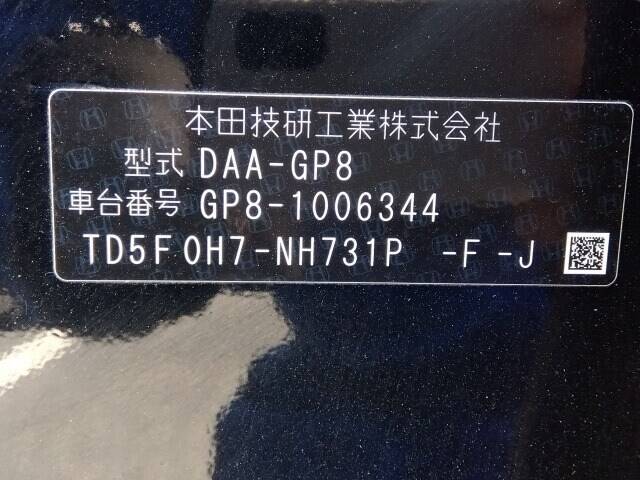 本田技研工業株式会社
型式 DAA-GP8
車台番号 GP8-1006344
TD5F0H7-NH731P -F -J